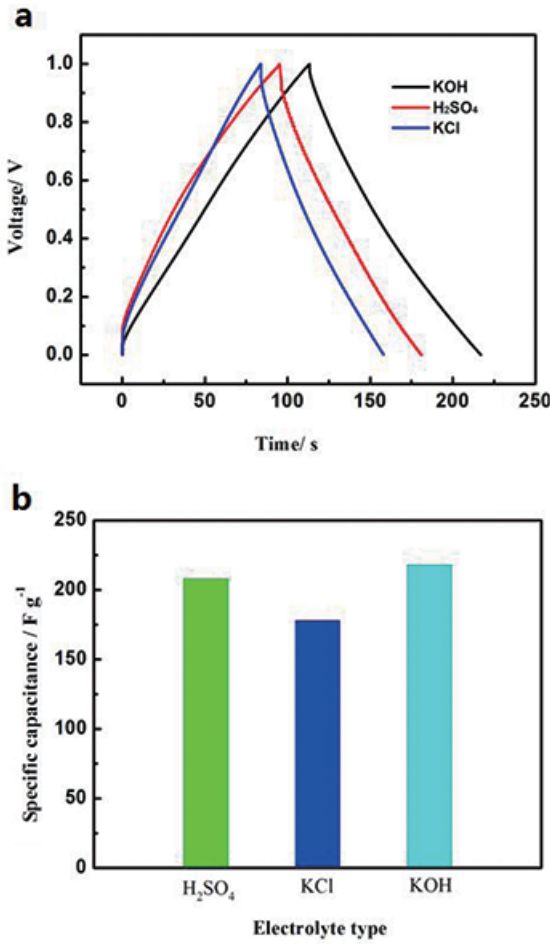 a
Voltage/ V
1.0
0.8
0.6
0.4
0.2
0.0
KOH
H₂SO₄
KCl
0 50 100 150 200 250
Time/ s
b
Specific capacitance / F g⁻¹
250
200
150
100
50
0
H₂SO₄ KCl KOH
Electrolyte type